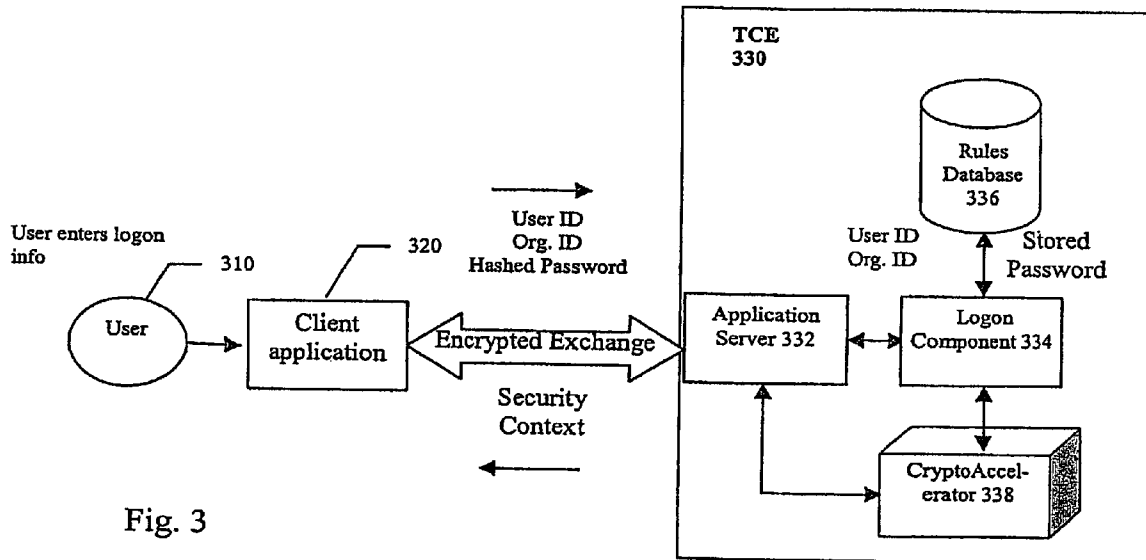 TCE
330
Rules
Database
336
User ID
Org. ID
Hashed Password
User enters logon
info
310
320
User ID
Org. ID
Stored
Password
User
Client
application
Encrypted Exchange
Application
Server 332
Logon
Component 334
Security
Context
CryptoAccel-
erator 338
Fig. 3